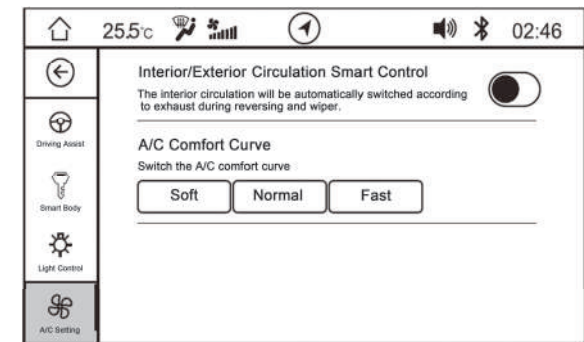 25.5°c 02:46
Interior/Exterior Circulation Smart Control
The interior circulation will be automatically switched according
to exhaust during reversing and wiper.
Driving Assist
A/C Comfort Curve
Switch the A/C comfort curve
Smart Body
Soft Normal Fast
Light Control
A/C Setting